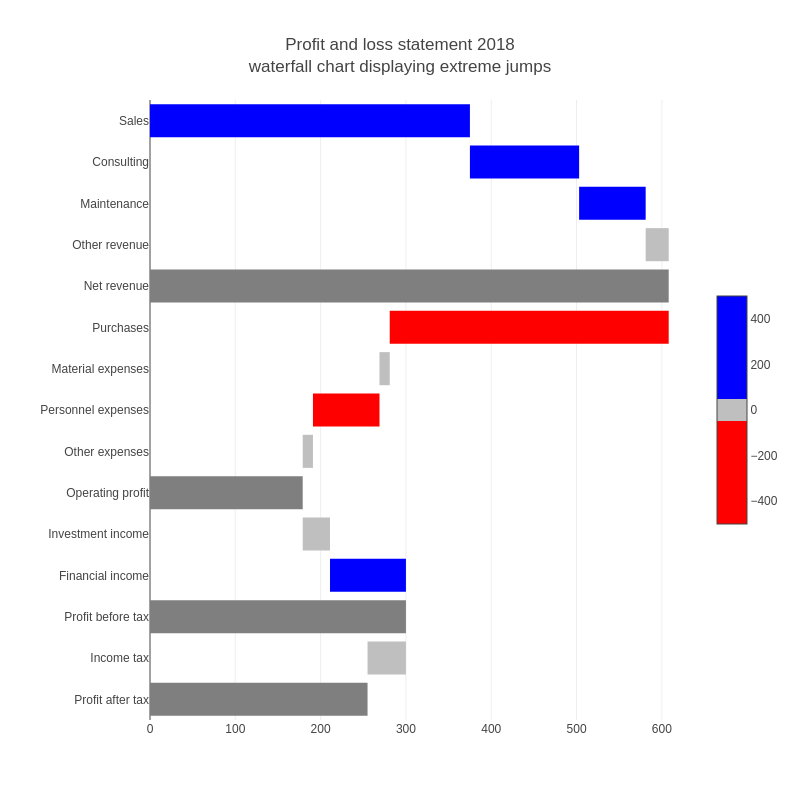 Profit and loss statement 2018
waterfall chart displaying extreme jumps
Sales
Consulting
Maintenance
Other revenue
Net revenue
Purchases
Material expenses
Personnel expenses
Other expenses
Operating profit
Investment income
Financial income
Profit before tax
Income tax
Profit after tax
0 100 200 300 400 500 600
400
200
0
−200
−400